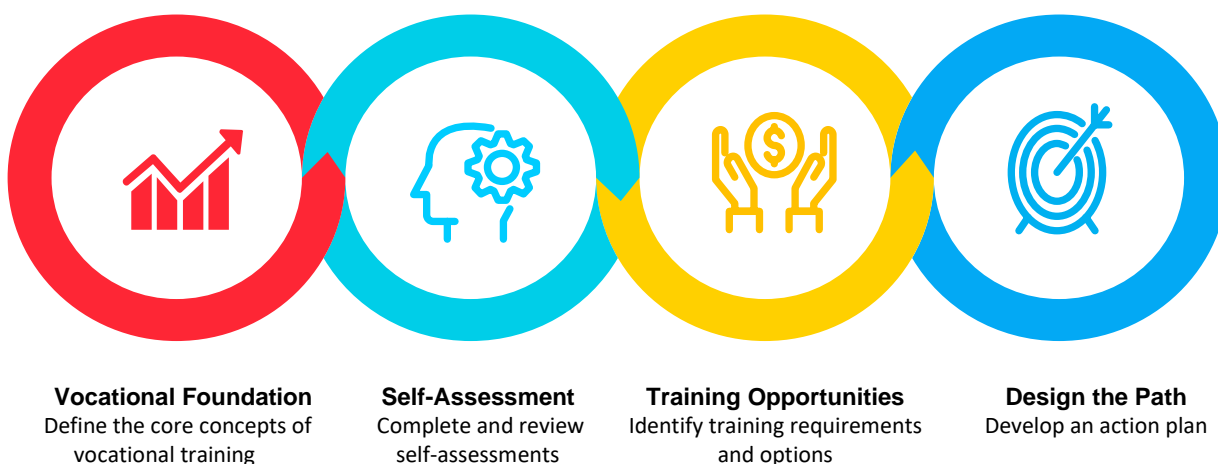 Vocational Foundation
Define the core concepts of
vocational training
Self-Assessment
Complete and review
self-assessments
$
Training Opportunities
Identify training requirements
and options
Design the Path
Develop an action plan